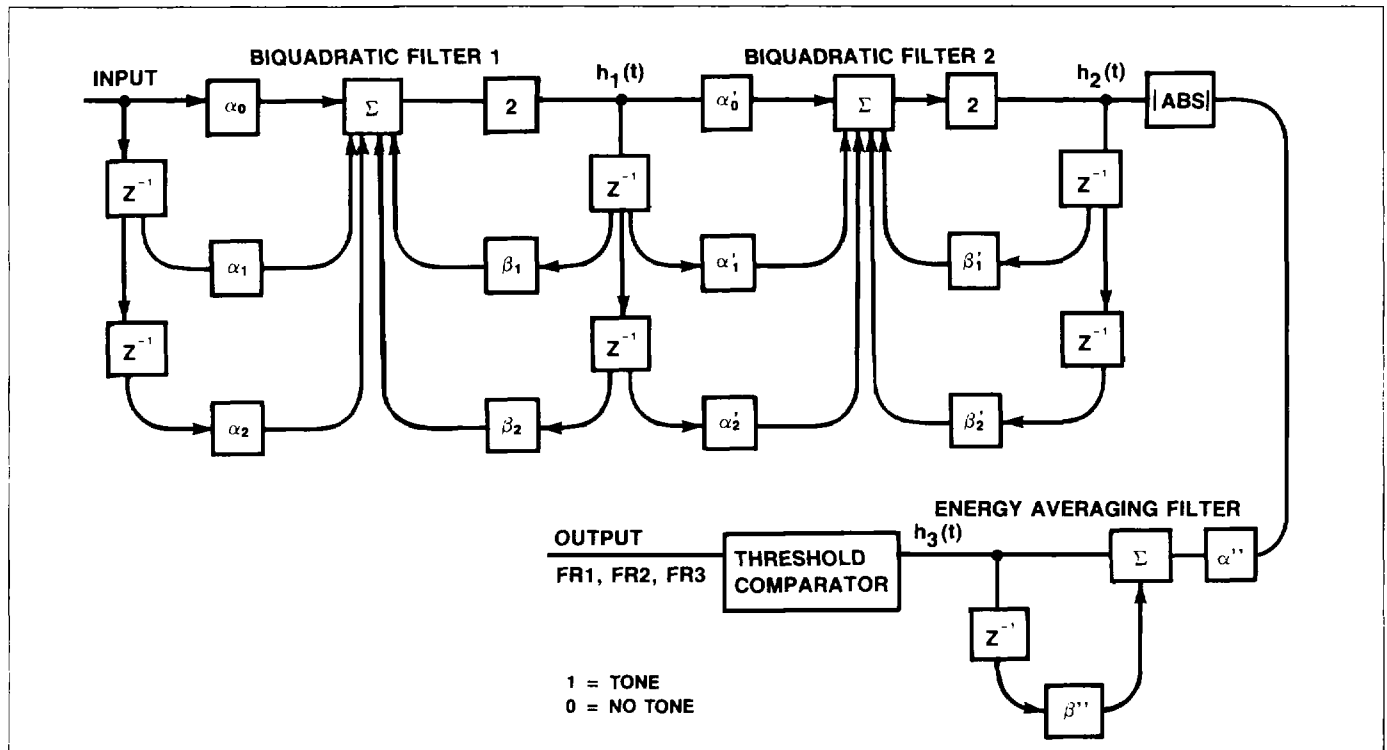 BIQUADRATIC FILTER 1
BIQUADRATIC FILTER 2
INPUT
h₁(t)
h₂(t)
α₀
Σ
2
α'₀
Σ
2
|ABS|
Z⁻¹
Z⁻¹
Z⁻¹
α₁
β₁
α'₁
β'₁
Z⁻¹
Z⁻¹
Z⁻¹
α₂
β₂
α'₂
β'₂
ENERGY AVERAGING FILTER
OUTPUT
h₃(t)
FR1, FR2, FR3
THRESHOLD
COMPARATOR
Σ
α''
Z⁻¹
β''
1 = TONE
0 = NO TONE